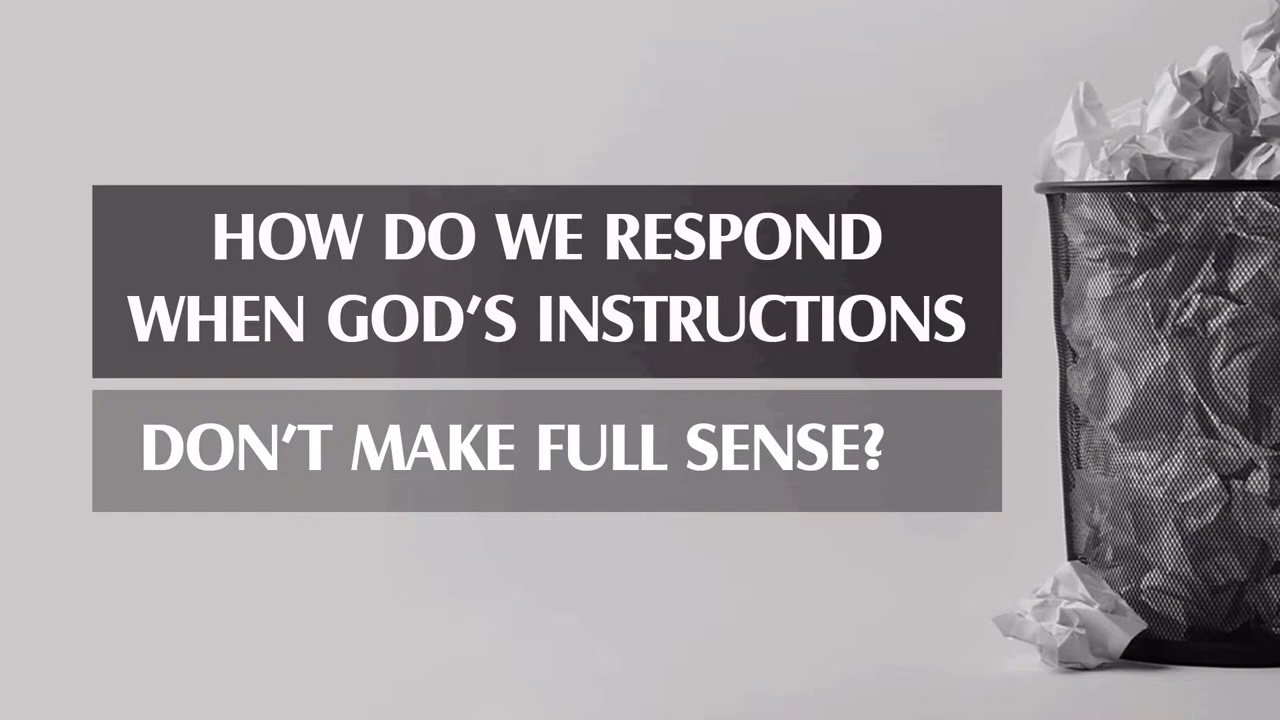 HOW DO WE RESPOND
WHEN GOD’S INSTRUCTIONS
DON’T MAKE FULL SENSE?